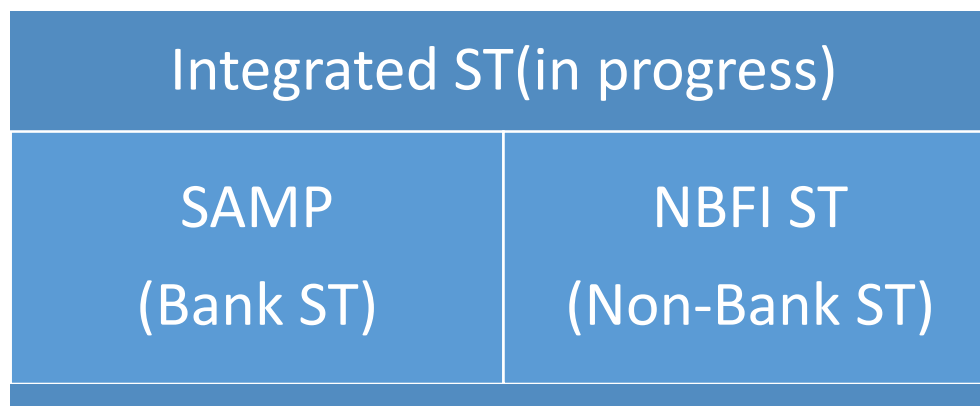 Integrated ST(in progress)
SAMP
(Bank ST)
NBFI ST
(Non-Bank ST)